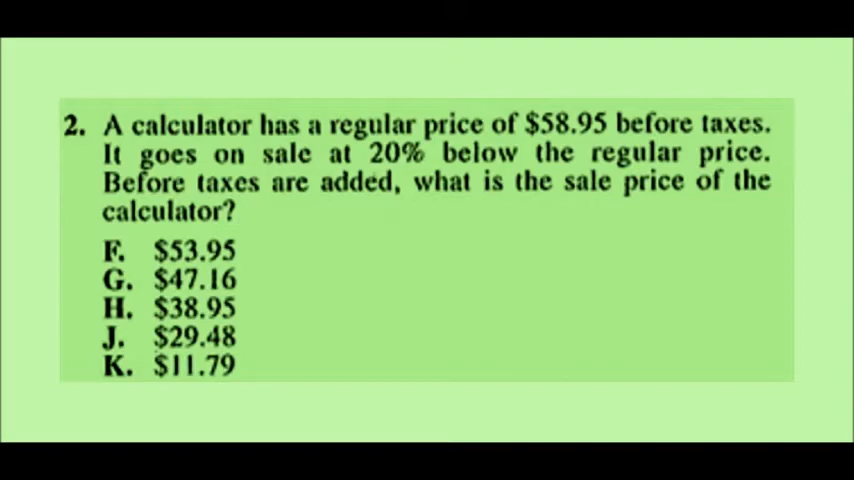 2. A calculator has a regular price of $58.95 before taxes.
It goes on sale at 20% below the regular price.
Before taxes are added, what is the sale price of the
calculator?
F. $53.95
G. $47.16
H. $38.95
J. $29.48
K. $11.79